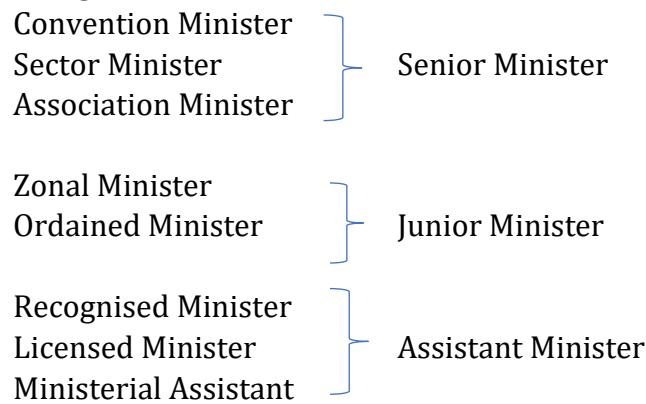 Convention Minister
Sector Minister Senior Minister
Association Minister
Zonal Minister
Ordained Minister Junior Minister
Recognised Minister
Licensed Minister Assistant Minister
Ministerial Assistant